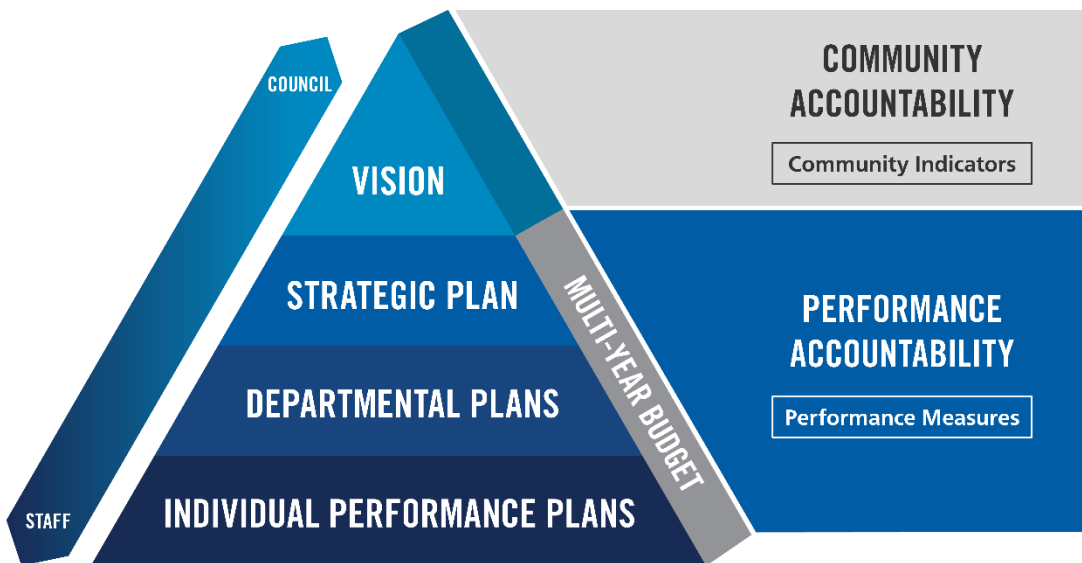 COUNCIL
STAFF
VISION
STRATEGIC PLAN
DEPARTMENTAL PLANS
INDIVIDUAL PERFORMANCE PLANS
MULTI-YEAR BUDGET
COMMUNITY
ACCOUNTABILITY
Community Indicators
PERFORMANCE
ACCOUNTABILITY
Performance Measures